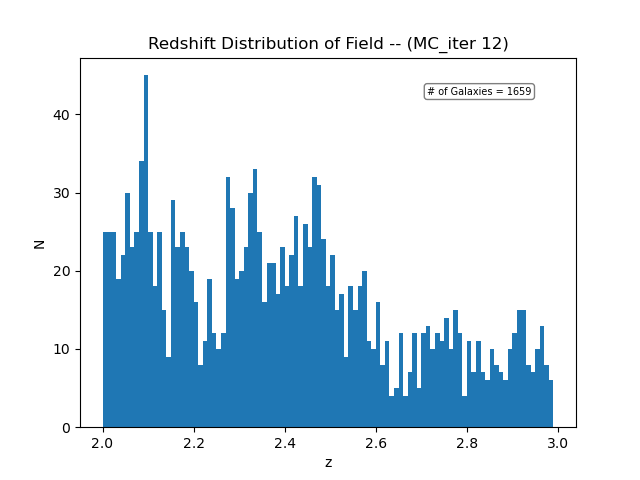 Redshift Distribution of Field -- (MC_iter 12)
# of Galaxies = 1659
40
30
20
10
0
N
2.0 2.2 2.4 2.6 2.8 3.0
z